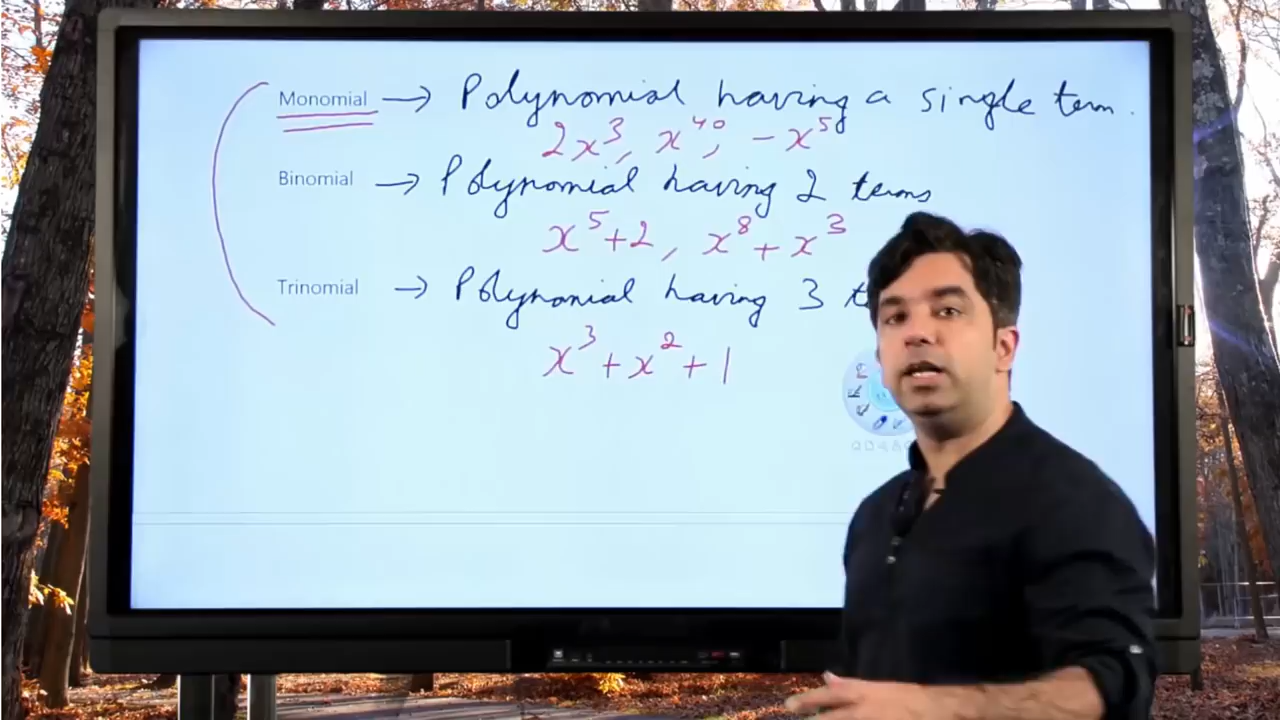 Monomial → Polynomial having a single term.
2x³, x⁴⁰, -x⁵
Binomial → Polynomial having 2 terms
x⁵+2, x⁸+x³
Trinomial → Polynomial having 3
x³+x²+1